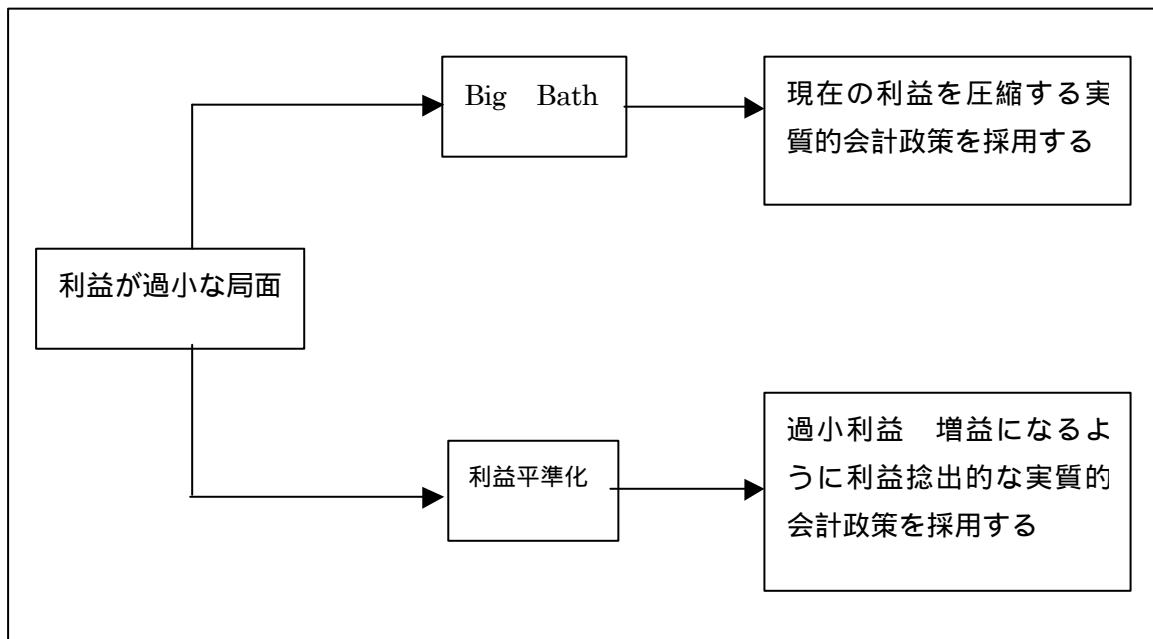 Big　Bath
現在の利益を圧縮する実
質的会計政策を採用する
利益が過小な局面
利益平準化
過小利益　増益になるよ
うに利益捻出的な実質的
会計政策を採用する